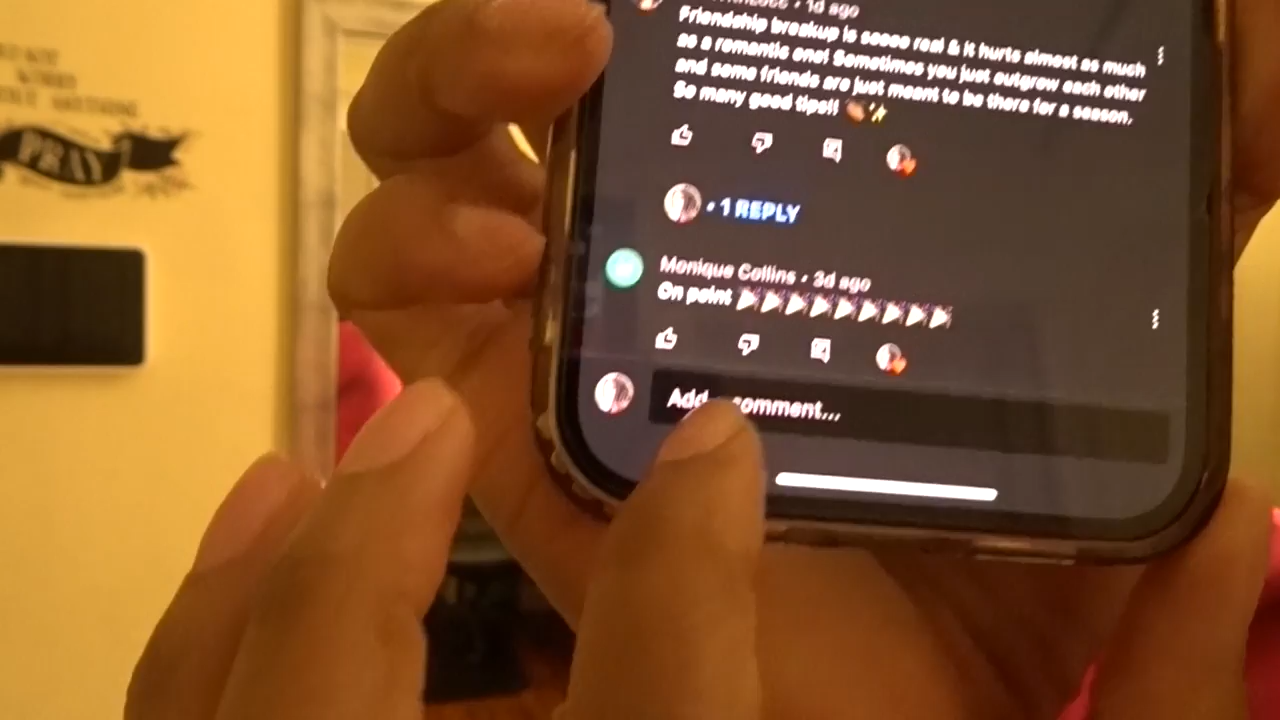 PRAY
1d ago
Friendship breakup is soooo real & it hurts almost as much
as a romantic one! Sometimes you just outgrow each other
and some friends are just meant to be there for a season.
So many good tips!! 👏🏾✨
• 1 REPLY
Monique Collins • 3d ago
On point
Add comment...